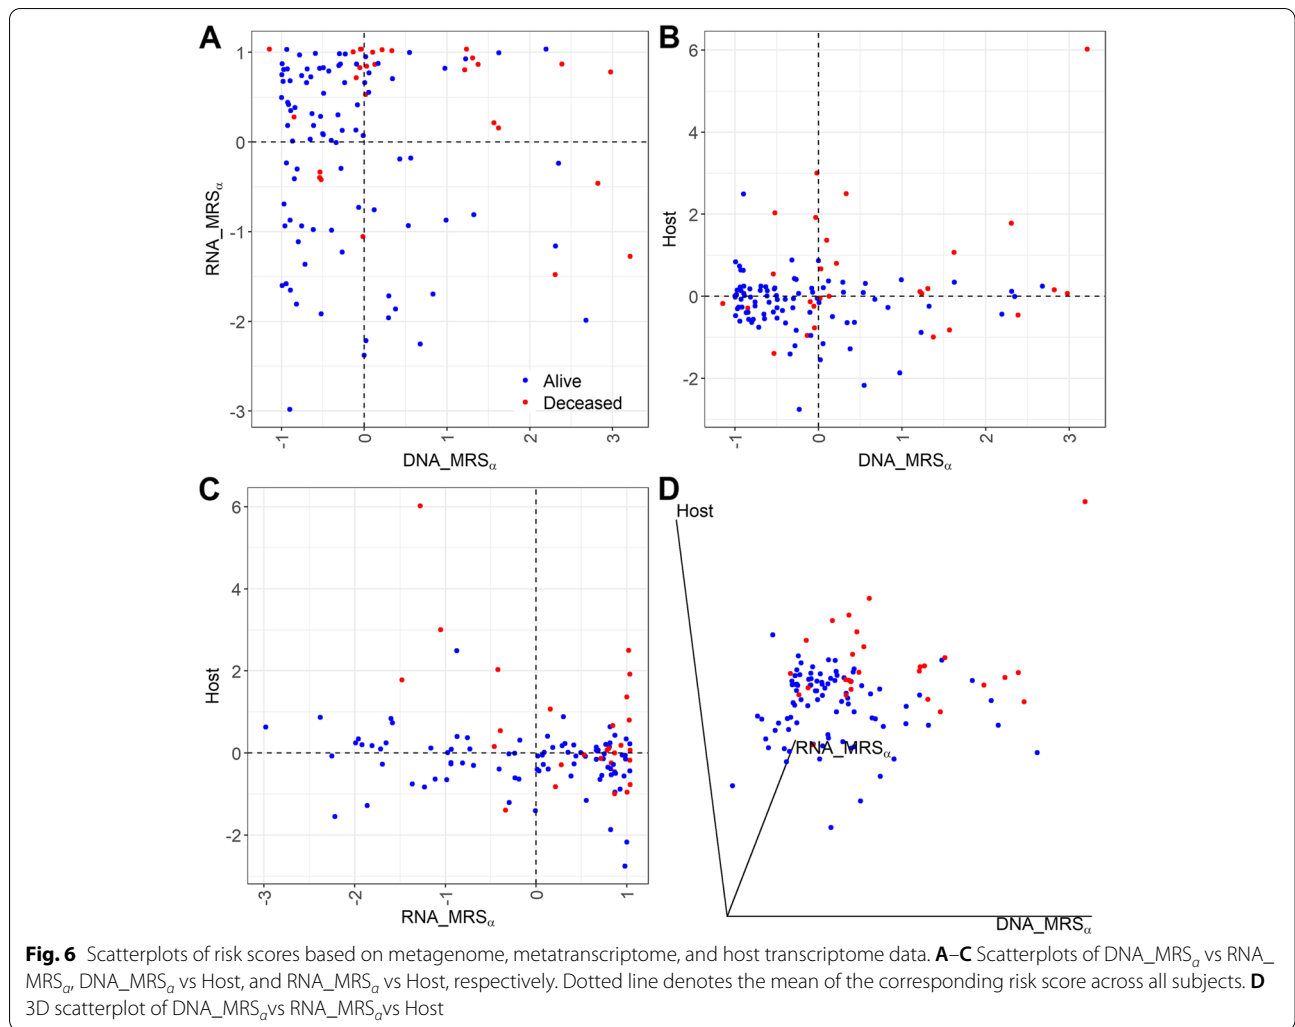 A
1
0
-1
-2
-3
RNA_MRSα
-1
0
1
2
3
DNA_MRSα
Alive
Deceased
B
6
4
2
0
-2
Host
-1
0
1
2
3
DNA_MRSα
C
6
4
2
0
-2
Host
-3
-2
-1
0
1
RNA_MRSα
D
Host
RNA_MRSα
DNA_MRSα
Fig. 6 Scatterplots of risk scores based on metagenome, metatranscriptome, and host transcriptome data. A–C Scatterplots of DNA_MRSα vs RNA_
MRSα, DNA_MRSα vs Host, and RNA_MRSα vs Host, respectively. Dotted line denotes the mean of the corresponding risk score across all subjects. D
3D scatterplot of DNA_MRSαvs RNA_MRSαvs Host